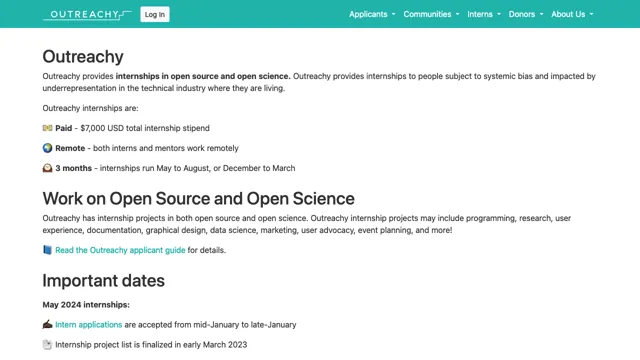 OUTREACHY
Log In
Applicants
Communities
Interns
Donors
About Us
Outreachy
Outreachy provides internships in open source and open science. Outreachy provides internships to people subject to systemic bias and impacted by
underrepresentation in the technical industry where they are living.
Outreachy internships are:
Paid - $7,000 USD total internship stipend
Remote - both interns and mentors work remotely
3 months - internships run May to August, or December to March
Work on Open Source and Open Science
Outreachy has internship projects in both open source and open science. Outreachy internship projects may include programming, research, user
experience, documentation, graphical design, data science, marketing, user advocacy, event planning, and more!
Read the Outreachy applicant guide for details.
Important dates
May 2024 internships:
Intern applications are accepted from mid-January to late-January
Internship project list is finalized in early March 2023